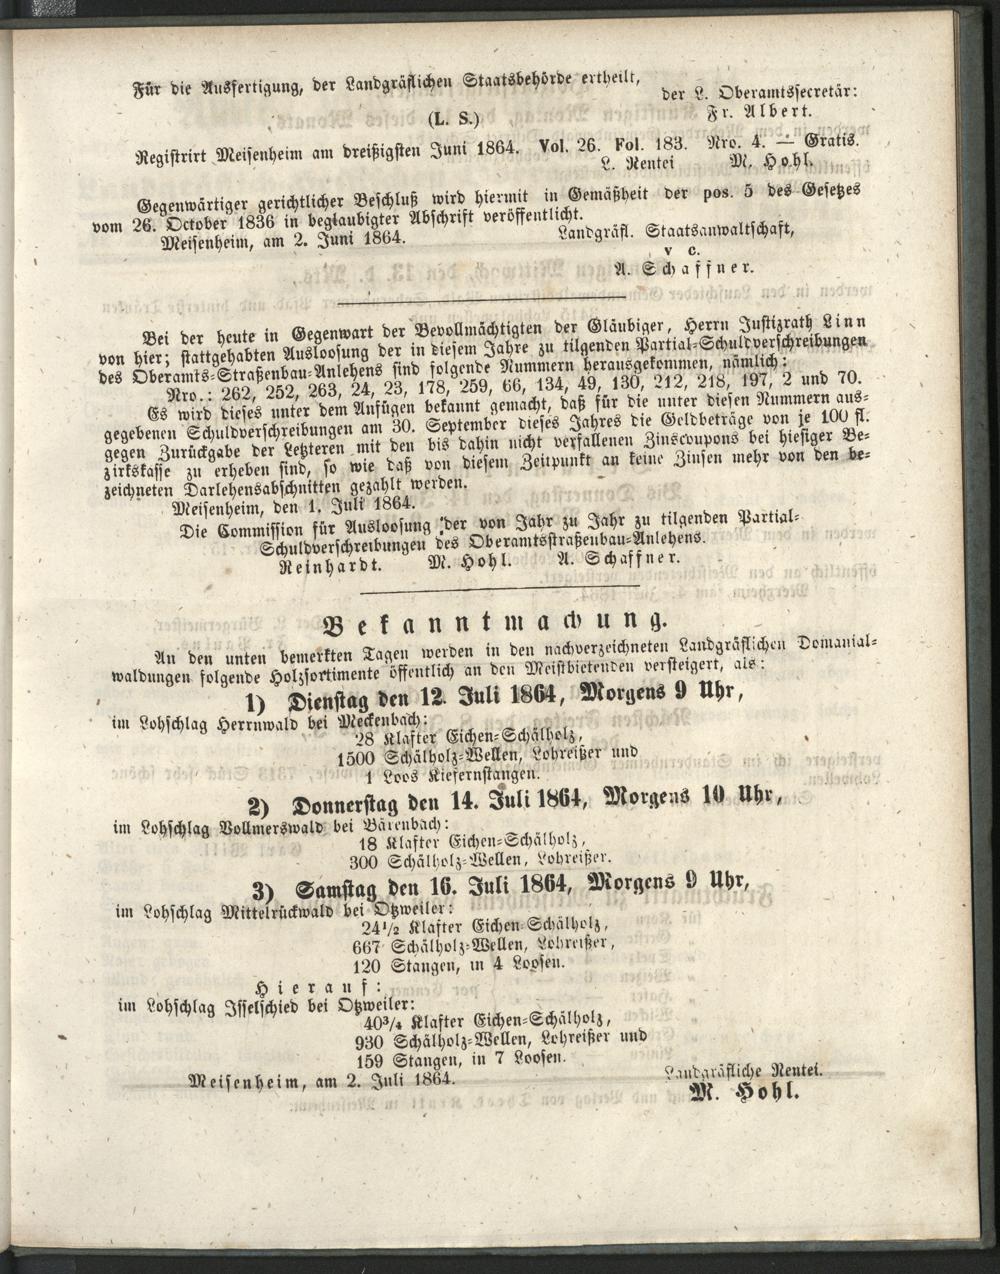 Für die Ausfertigung, der Landgräflichen Staatsbehörde ertheilt,
der L. Oberamtssecretär:
(L. S.) Fr. Albert.
Registrirt Meisenheim am dreißigsten Juni 1864. Vol. 26. Fol. 183. Nro. 4. — Gratis.
L. Rentei M. Hohl.
Gegenwärtiger gerichtlicher Beschluß wird hiermit in Gemäßheit der pos. 5 des Gesetzes
vom 26. October 1836 in beglaubigter Abschrift veröffentlicht.
Meisenheim, am 2. Juni 1864. Landgräfl. Staatsanwaltschaft,
v c.
A. Schaffner.
Bei der heute in Gegenwart der Bevollmächtigten der Gläubiger, Herrn Justizrath Linn
von hier; stattgehabten Ausloosung der in diesem Jahre zu tilgenden Partial-Schuldverschreibungen
des Oberamts-Straßenbau-Anlehens sind folgende Nummern herausgekommen, nämlich:
Nro.: 262, 252, 263, 24, 23, 178, 259, 66, 134, 49, 130, 212, 218, 197, 2 und 70.
Es wird dieses unter dem Anfügen bekannt gemacht, daß für die unter diesen Nummern aus-
gegebenen Schuldverschreibungen am 30. September dieses Jahres die Geldbeträge von je 100 fl.
gegen Zurückgabe der Letzteren mit den bis dahin nicht verfallenen Zinscoupons bei hiesiger Be-
zirkskasse zu erheben sind, so wie daß von diesem Zeitpunkt an keine Zinsen mehr von den be-
zeichneten Darlehensabschnitten gezahlt werden.
Meisenheim, den 1. Juli 1864.
Die Commission für Ausloosung der von Jahr zu Jahr zu tilgenden Partial-
Schuldverschreibungen des Oberamtsstraßenbau-Anlehens.
Reinhardt. M. Hohl. A. Schaffner.
Bekanntmachung.
An den unten bemerkten Tagen werden in den nachverzeichneten Landgräflichen Domanial-
waldungen folgende Holzsortimente öffentlich an den Meistbietenden versteigert, als:
1) Dienstag den 12. Juli 1864, Morgens 9 Uhr,
im Lohschlag Herrnwald bei Meckenbach:
28 Klafter Eichen-Schälholz,
1500 Schälholz-Wellen, Lohreißer und
1 Loos Kiefernstangen.
2) Donnerstag den 14. Juli 1864, Morgens 10 Uhr,
im Lohschlag Vollmerswald bei Bärenbach:
18 Klafter Eichen-Schälholz,
300 Schälholz-Wellen, Lohreißer.
3) Samstag den 16. Juli 1864, Morgens 9 Uhr,
im Lohschlag Mittelrückwald bei Otzweiler:
24½ Klafter Eichen-Schälholz,
667 Schälholz-Wellen, Lohreißer,
120 Stangen, in 4 Loosen.
Hierauf:
im Lohschlag Isselschied bei Otzweiler:
40¾ Klafter Eichen-Schälholz,
930 Schälholz-Wellen, Lohreißer und
159 Stangen, in 7 Loosen.
Meisenheim, am 2. Juli 1864. Landgräfliche Rentei.
M. Hohl.